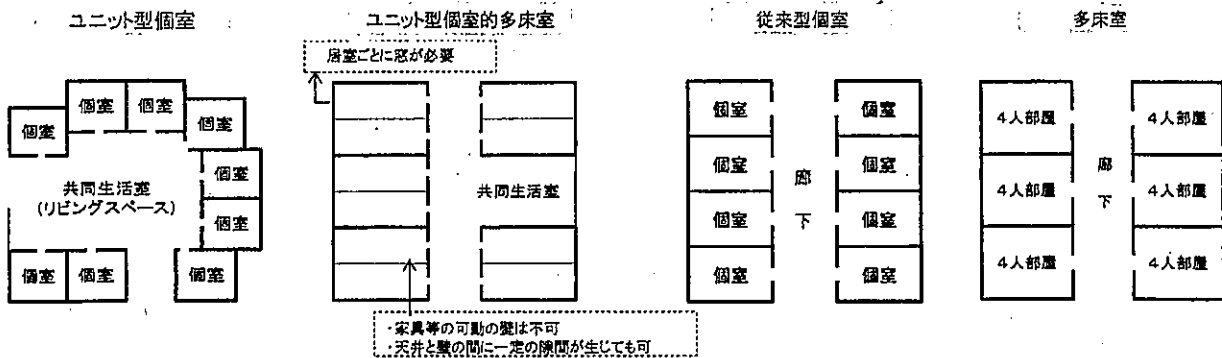 ユニット型個室
ユニット型個室的多床室
従来型個室
多床室
居室ごとに窓が必要
個室
個室
個室
個室
個室
個室
個室
個室
個室
共同生活室
(リビングスペース)
共同生活室
・家具等の可動の壁は不可
・天井と壁の間に一定の隙間が生じても可
個室
個室
個室
個室
廊
下
個室
個室
個室
個室
4人部屋
4人部屋
4人部屋
廊
下
4人部屋
4人部屋
4人部屋